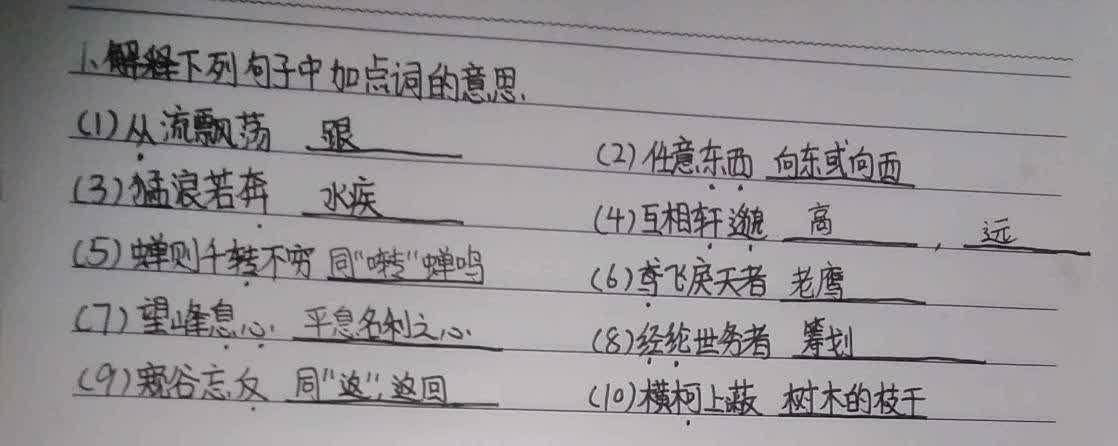 1、解释下列句子中加点词的意思.
(1)从流飘荡 跟
(2)任意东西 向东或向西
(3)猛浪若奔 水疾
(4)互相轩邈 高 , 远
(5)蝉则千转不穷 同"啭"蝉鸣
(6)鸢飞戾天者 老鹰
(7)望峰息心. 平息名利之心.
(8)经纶世务者 筹划
(9)窥谷忘反 同"返",返回
(10)横柯上蔽 树木的枝干